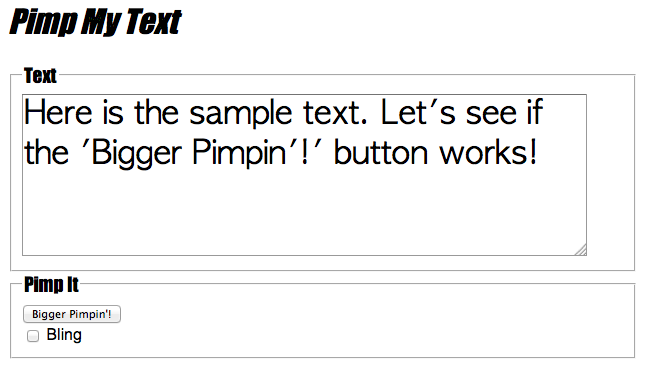 Pimp My Text
Text
Here is the sample text. Let's see if
the 'Bigger Pimpin'!' button works!
Pimp It
Bigger Pimpin'!
Bling